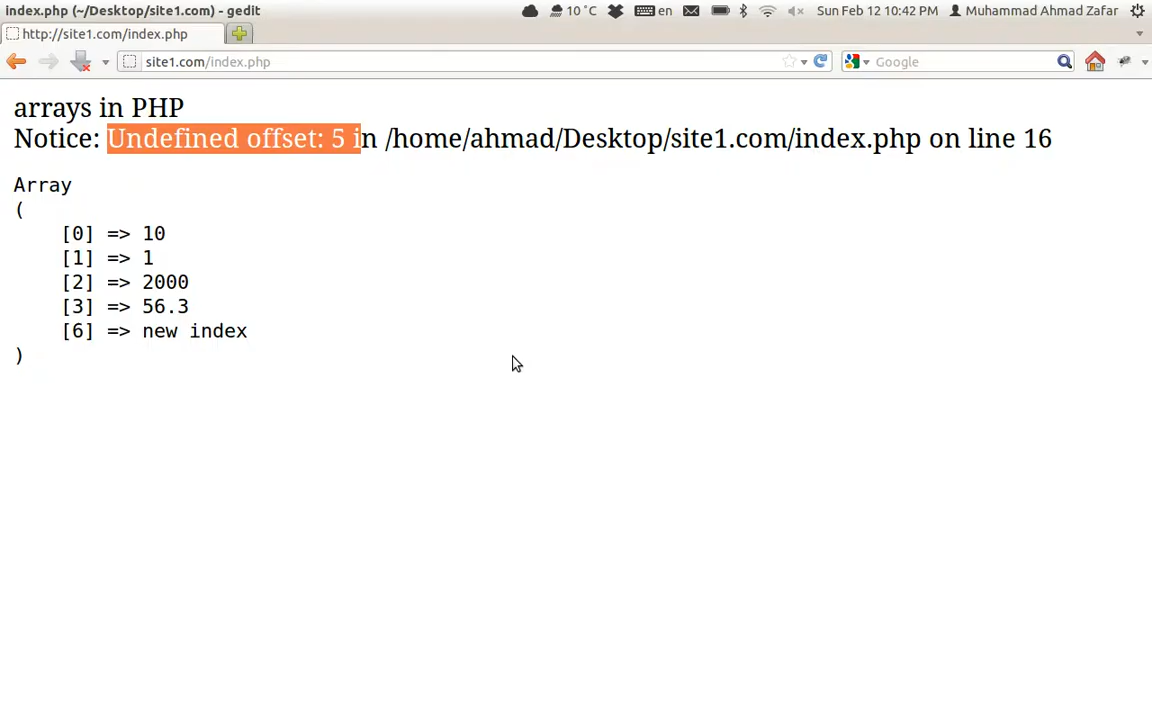 index.php (~/Desktop/site1.com) - gedit
10 °C
en
Sun Feb 12 10:42 PM
Muhammad Ahmad Zafar
http://site1.com/index.php
site1.com/index.php
Google
arrays in PHP
Notice: Undefined offset: 5 in /home/ahmad/Desktop/site1.com/index.php on line 16
Array
(
[0] => 10
[1] => 1
[2] => 2000
[3] => 56.3
[6] => new index
)